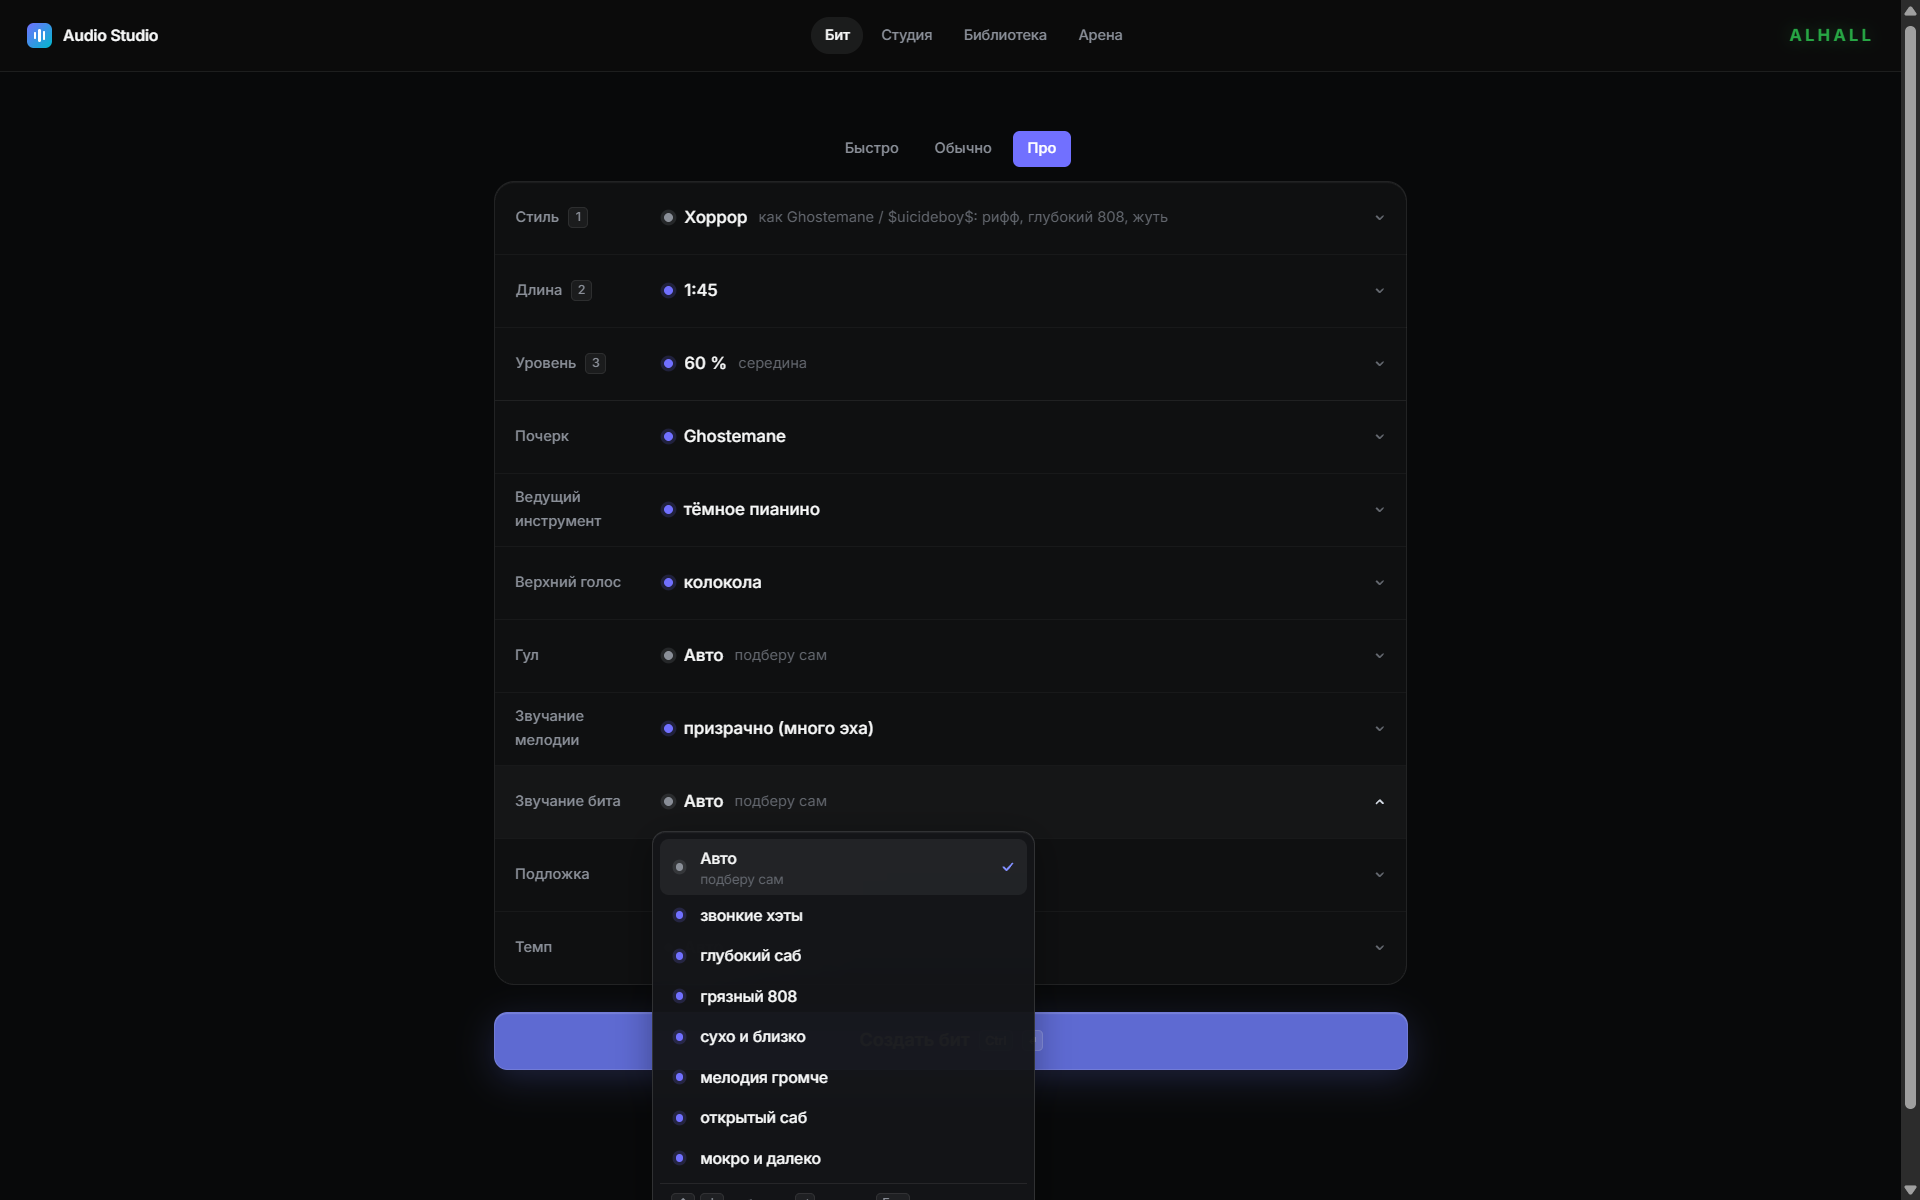 Audio Studio
Бит
Студия
Библиотека
Арена
ALHALL
Быстро
Обычно
Про
Стиль 1
Хоррор как Ghostemane / $uicideboy$: рифф, глубокий 808, жуть
Длина 2
1:45
Уровень 3
60 % середина
Почерк
Ghostemane
Ведущий
инструмент
тёмное пианино
Верхний голос
колокола
Гул
Авто подберу сам
Звучание
мелодии
призрачно (много эха)
Звучание бита
Авто подберу сам
Авто
подберу сам
звонкие хэты
глубокий саб
грязный 808
сухо и близко
мелодия громче
открытый саб
мокро и далеко
Подложка
Темп
Создать бит